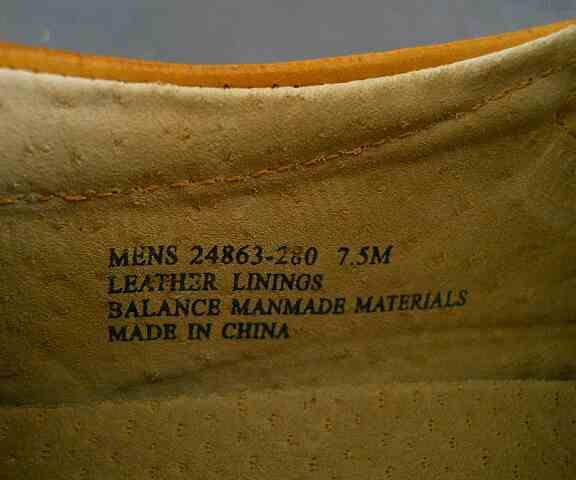 MENS 24863-280 7.5M
LEATHER LININGS
BALANCE MANMADE MATERIALS
MADE IN CHINA